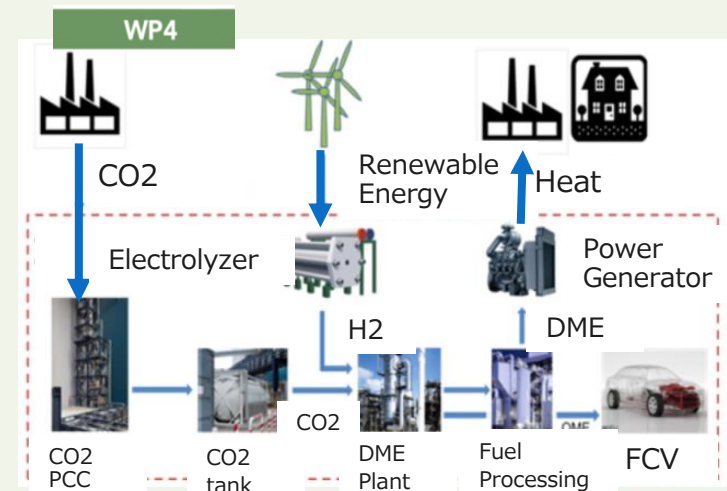 WP4
CO2
Renewable
Energy
Heat
Electrolyzer
Power
Generator
H2
DME
CO2
CO2
PCC
CO2
tank
DME
Plant
Fuel
Processing
OME
FCV